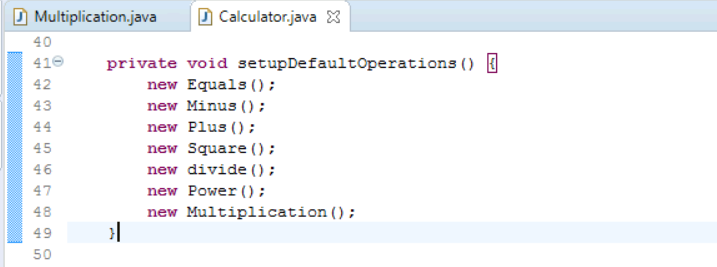 Multiplication.java Calculator.java
40
41 private void setupDefaultOperations() {
42 new Equals();
43 new Minus();
44 new Plus();
45 new Square();
46 new divide();
47 new Power();
48 new Multiplication();
49 }
50